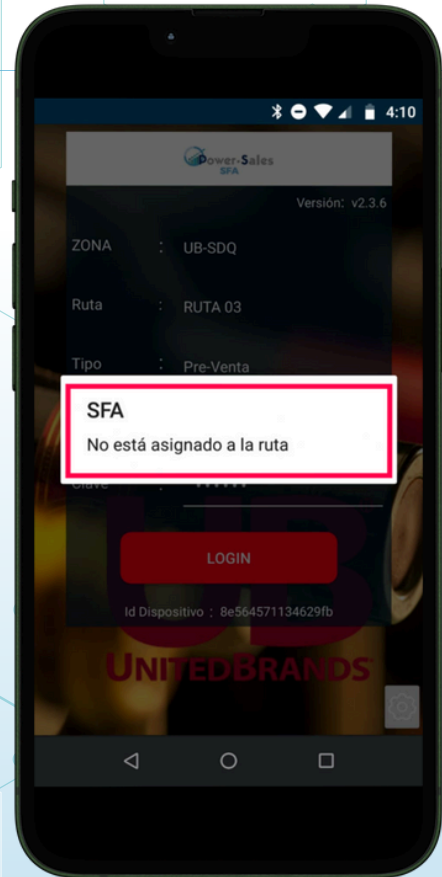 4:10
Power-Sales
SFA
Versión: v2.3.6
ZONA : UB-SDQ
Ruta : RUTA 03
Tipo : Pre-Venta
SFA
No está asignado a la ruta
Clave :
LOGIN
Id Dispositivo : 8e564571134629fb
UB
UNITEDBRANDS